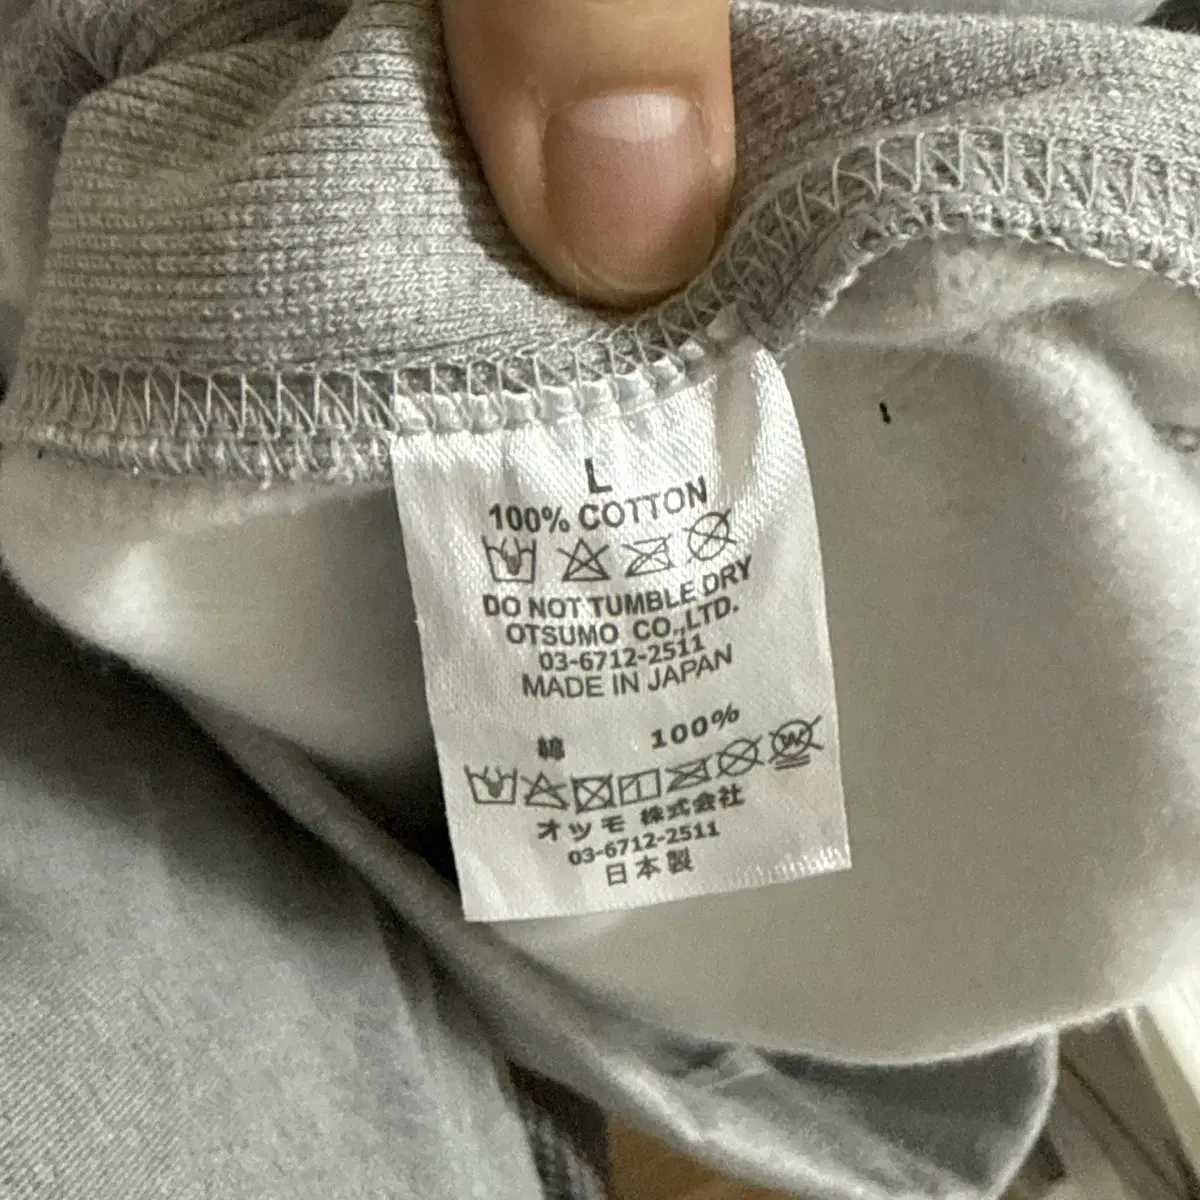 L
100% COTTON
DO NOT TUMBLE DRY
OTSUMO CO.,LTD.
03-6712-2511
MADE IN JAPAN
綿 100%
W
オツモ 株式会社
03-6712-2511
日本製